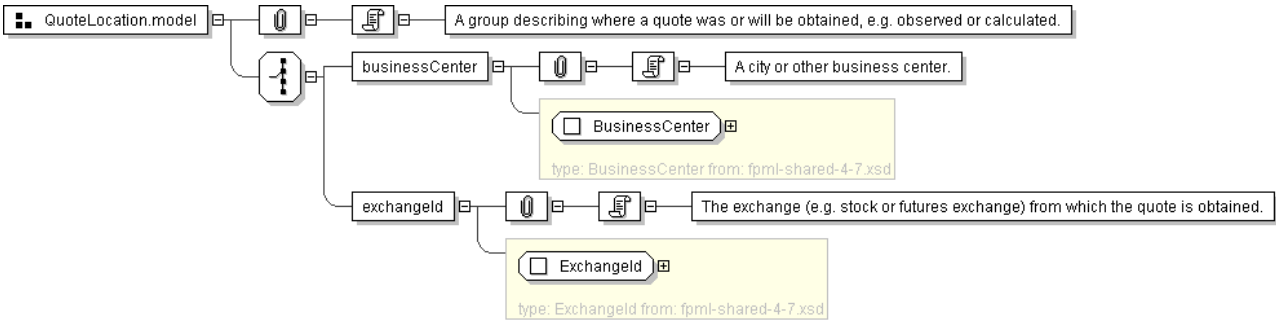 QuoteLocation.model
A group describing where a quote was or will be obtained, e.g. observed or calculated.
businessCenter
A city or other business center.
BusinessCenter
type: BusinessCenter from: fpml-shared-4-7.xsd
exchangeId
The exchange (e.g. stock or futures exchange) from which the quote is obtained.
ExchangeId
type: ExchangeId from: fpml-shared-4-7.xsd